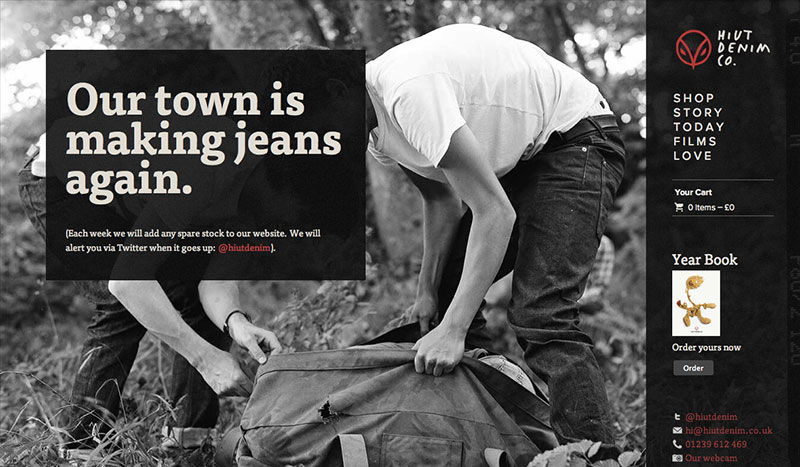 Our town is
making jeans
again.
(Each week we will add any spare stock to our website. We will
alert you via Twitter when it goes up: @hiutdenim).
HIUT
DENIM
CO.
SHOP
STORY
TODAY
FILMS
LOVE
Your Cart
0 items – £0
Year Book
Order yours now
Order
@hiutdenim
hi@hiutdenim.co.uk
01239 612 469
Our webcam